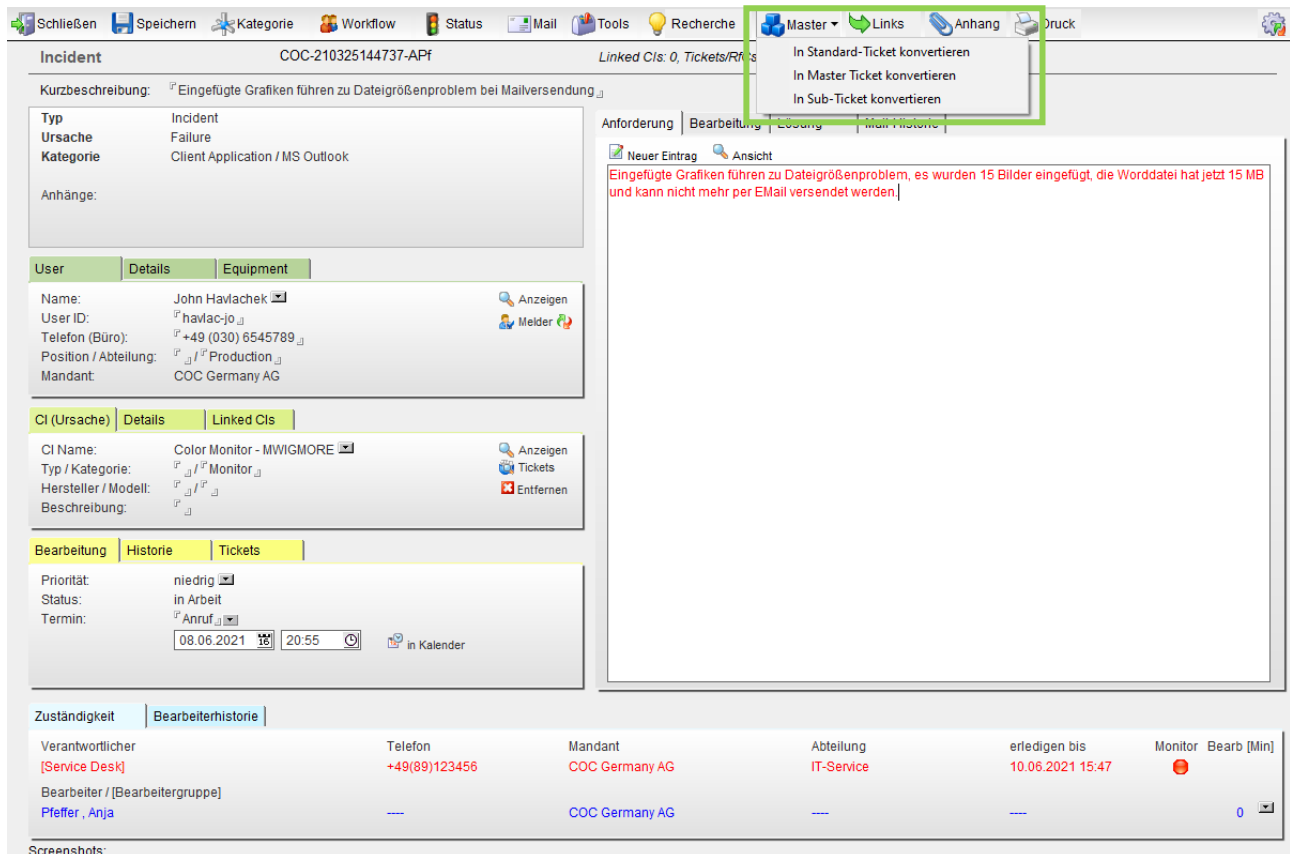 Schließen Speichern Kategorie Workflow Status Mail Tools Recherche Master Links Anhang Druck
In Standard-Ticket konvertieren
In Master Ticket konvertieren
In Sub-Ticket konvertieren
Incident COC-210325144737-APf Linked CIs: 0, Tickets/RfCs
Kurzbeschreibung: Eingefügte Grafiken führen zu Dateigrößenproblem bei Mailversendung
Typ Incident
Ursache Failure
Kategorie Client Application / MS Outlook
Anhänge:
Anforderung Bearbeitung Lösung Mail-Historie
Neuer Eintrag Ansicht
Eingefügte Grafiken führen zu Dateigrößenproblem, es wurden 15 Bilder eingefügt, die Worddatei hat jetzt 15 MB
und kann nicht mehr per EMail versendet werden.
User Details Equipment
Name: John Havlachek Anzeigen
User ID: havlac-jo Melder
Telefon (Büro): +49 (030) 6545789
Position / Abteilung: / Production
Mandant: COC Germany AG
CI (Ursache) Details Linked CIs
CI Name: Color Monitor - MWIGMORE Anzeigen
Typ / Kategorie: / Monitor Tickets
Hersteller / Modell: / Entfernen
Beschreibung:
Bearbeitung Historie Tickets
Priorität: niedrig
Status: in Arbeit
Termin: Anruf
08.06.2021 16 20:55 in Kalender
Zuständigkeit Bearbeiterhistorie
Verantwortlicher Telefon Mandant Abteilung erledigen bis Monitor Bearb [Min]
[Service Desk] +49(89)123456 COC Germany AG IT-Service 10.06.2021 15:47
Bearbeiter / [Bearbeitergruppe]
Pfeffer , Anja ---- COC Germany AG ---- ---- 0
Screenshots: